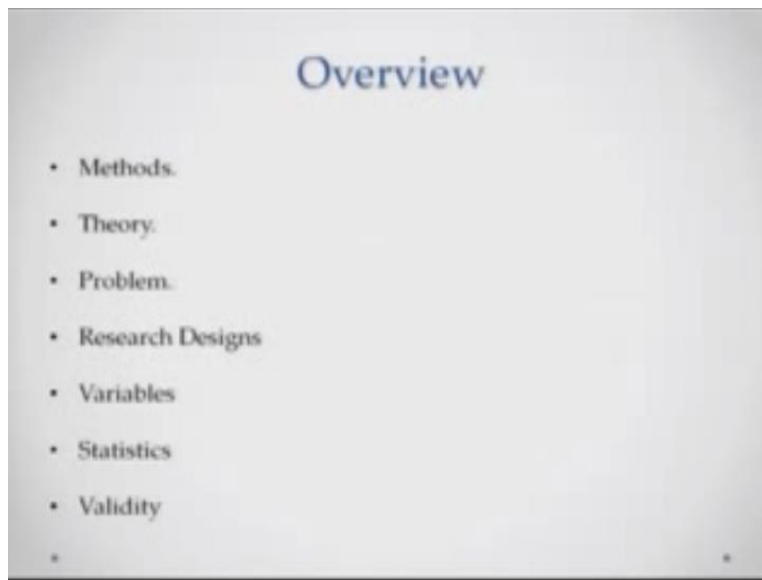 Overview
• Methods.
• Theory.
• Problem.
• Research Designs
• Variables
• Statistics
• Validity